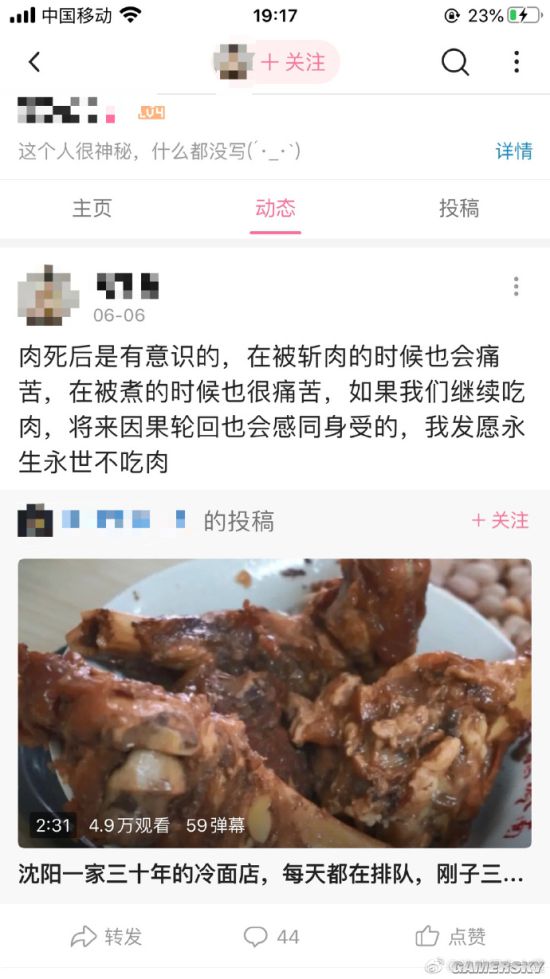 中国移动
19:17
23%
+ 关注
LV4
这个人很神秘，什么都没写(´･_･`)
详情
主页
动态
投稿
06-06
肉死后是有意识的，在被斩肉的时候也会痛
苦，在被煮的时候也很痛苦，如果我们继续吃
肉，将来因果轮回也会感同身受的，我发愿永
生永世不吃肉
的投稿
+ 关注
2:31 4.9万观看 59弹幕
沈阳一家三十年的冷面店，每天都在排队，刚子三...
转发
44
点赞
GAMERSKY